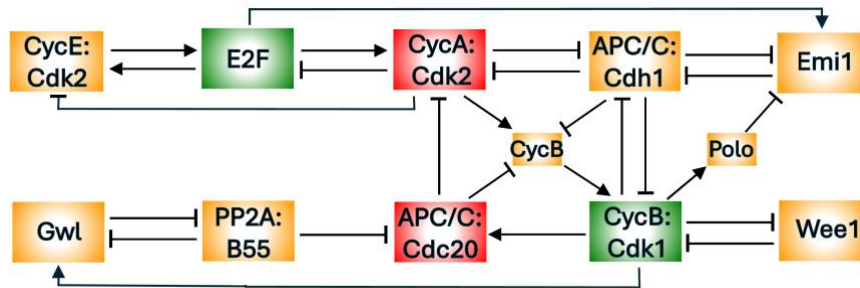 CycE:
Cdk2
E2F
CycA:
Cdk2
APC/C:
Cdh1
Emi1
CycB
Polo
Gwl
PP2A:
B55
APC/C:
Cdc20
CycB:
Cdk1
Wee1